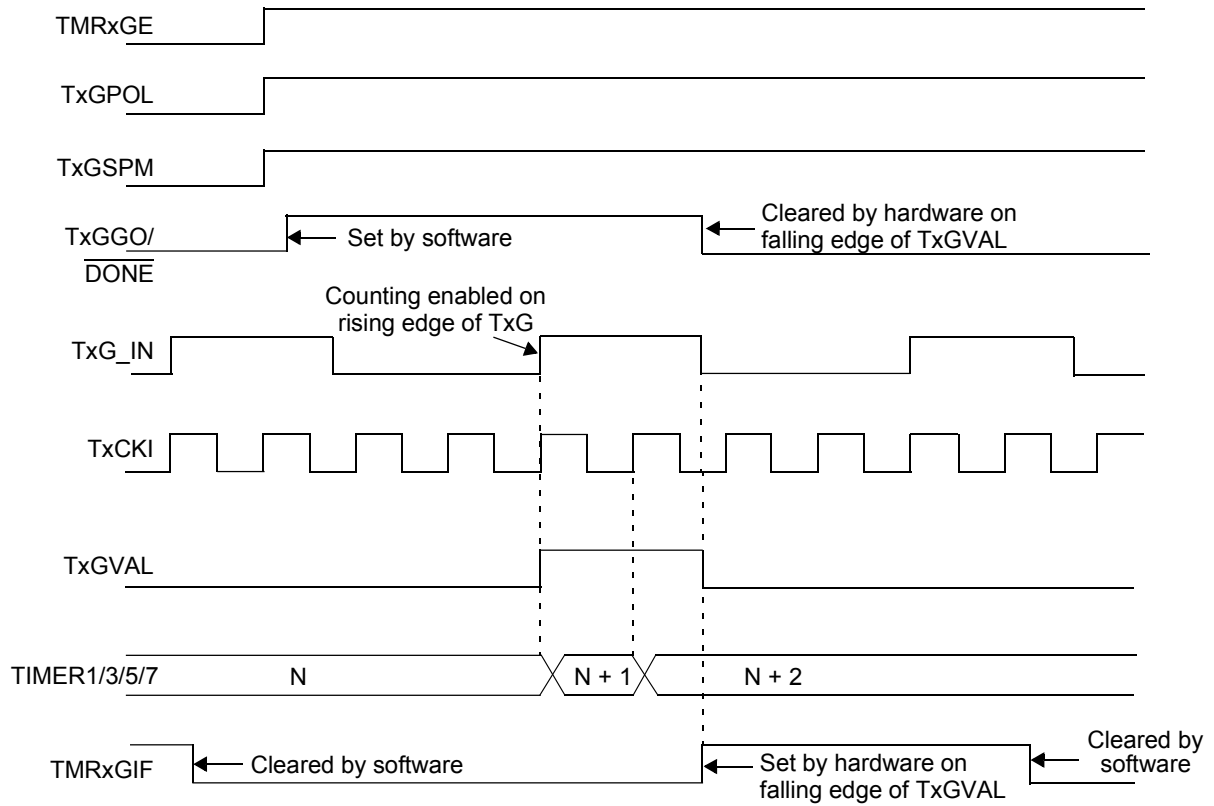 TMRxGE
TxGPOL
TxGSPM
TxGGO/
DONE
Set by software
Cleared by hardware on
falling edge of TxGVAL
Counting enabled on
rising edge of TxG
TxG_IN
TxCKI
TxGVAL
TIMER1/3/5/7
N
N + 1
N + 2
TMRxGIF
Cleared by software
Set by hardware on
falling edge of TxGVAL
Cleared by
software